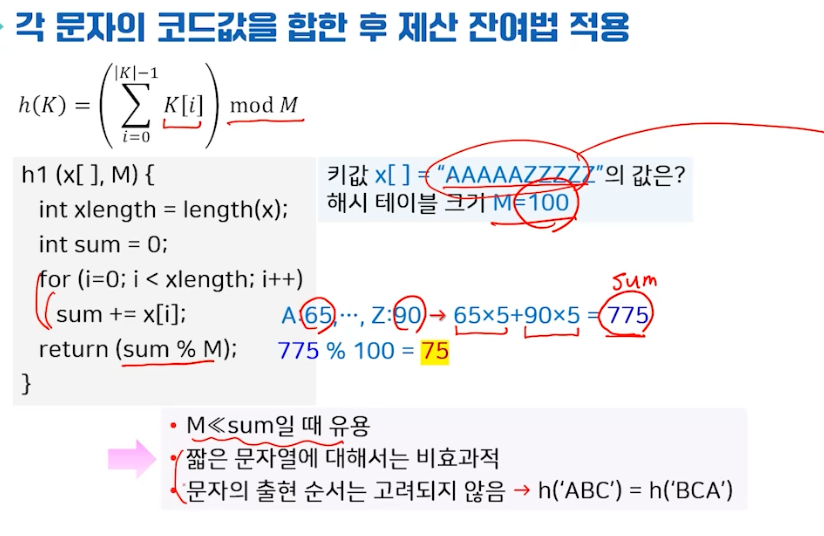 각 문자의 코드값을 합한 후 제산 잔여법 적용
h(K) = (∑_{i=0}^{|K|−1} K[i]) mod M
h1 (x[ ], M) {
int xlength = length(x);
int sum = 0;
for (i=0; i < xlength; i++)
sum += x[i];
return (sum % M);
}
키값 x[ ] = “AAAAAZZZZZ”의 값은?
해시 테이블 크기 M=100
sum
A:65,⋯, Z:90 → 65×5+90×5 = 775
775 % 100 = 75
• M≪sum일 때 유용
• 짧은 문자열에 대해서는 비효과적
• 문자의 출현 순서는 고려되지 않음 → h(‘ABC’) = h(‘BCA’)